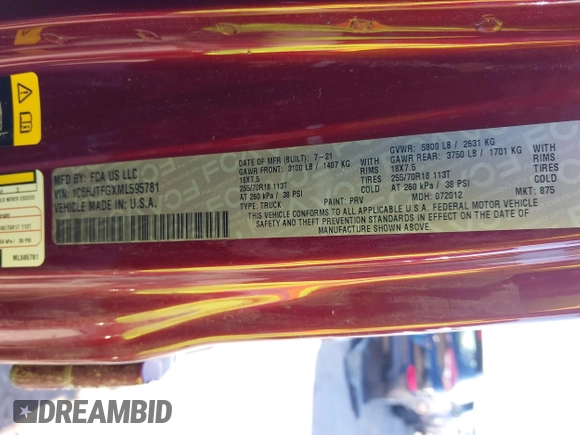 MFD BY: FCA US LLC
VIN: 1C6HJTFGXML595781
VEHICLE MADE IN: U.S.A.
DATE OF MFR (BUILT): 7-21
GAWR FRONT: 3100 LB / 1407 KG
18X7.5 RIMS
255/70R18 113T TIRES
AT 260 kPa / 38 PSI COLD
TYPE: TRUCK
PAINT: PRV
GVWR: 5800 LB / 2631 KG
GAWR REAR: 3750 LB / 1701 KG
18X7.5 RIMS
255/70R18 113T TIRES
AT 260 kPa / 38 PSI COLD
MDH: 072012
MKT: 875
THIS VEHICLE CONFORMS TO ALL APPLICABLE U.S.A. FEDERAL MOTOR VEHICLE
SAFETY AND THEFT PREVENTION STANDARDS IN EFFECT ON THE DATE OF
MANUFACTURE SHOWN ABOVE.
ML595781
DREAMBID